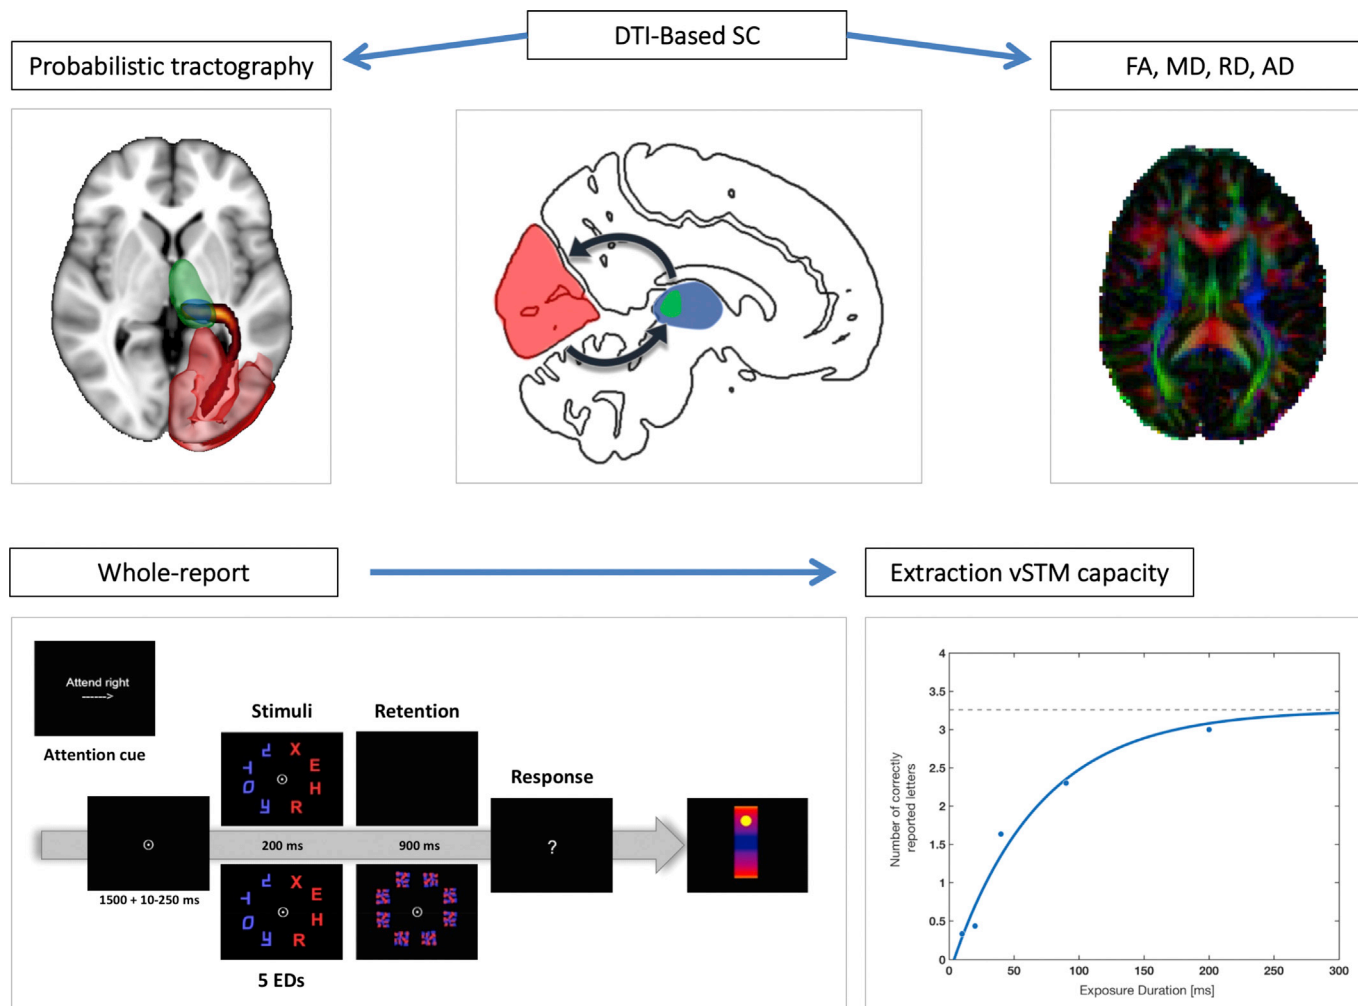 DTI-Based SC
Probabilistic tractography
FA, MD, RD, AD
Whole-report
Extraction vSTM capacity
Attend right
------>
Attention cue
Stimuli
Retention
Response
X
E
H
R
200 ms
900 ms
?
1500 + 10-250 ms
X
E
H
R
5 EDs
Number of correctly
reported letters
4
3.5
3
2.5
2
1.5
1
0.5
0
0
50
100
150
200
250
300
Exposure Duration [ms]